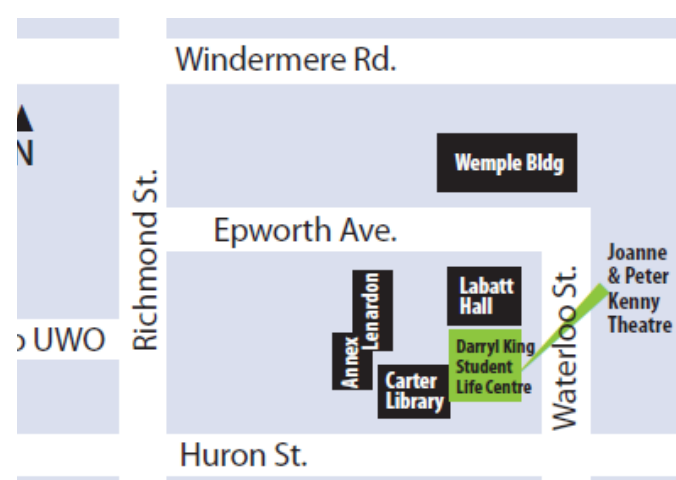 Windermere Rd.
N
Wemple Bldg
Richmond St.
Epworth Ave.
Joanne
& Peter
Kenny
Theatre
Labatt
Hall
Lenardon
Waterloo St.
UWO
Annex
Darryl King
Student
Life Centre
Carter
Library
Huron St.